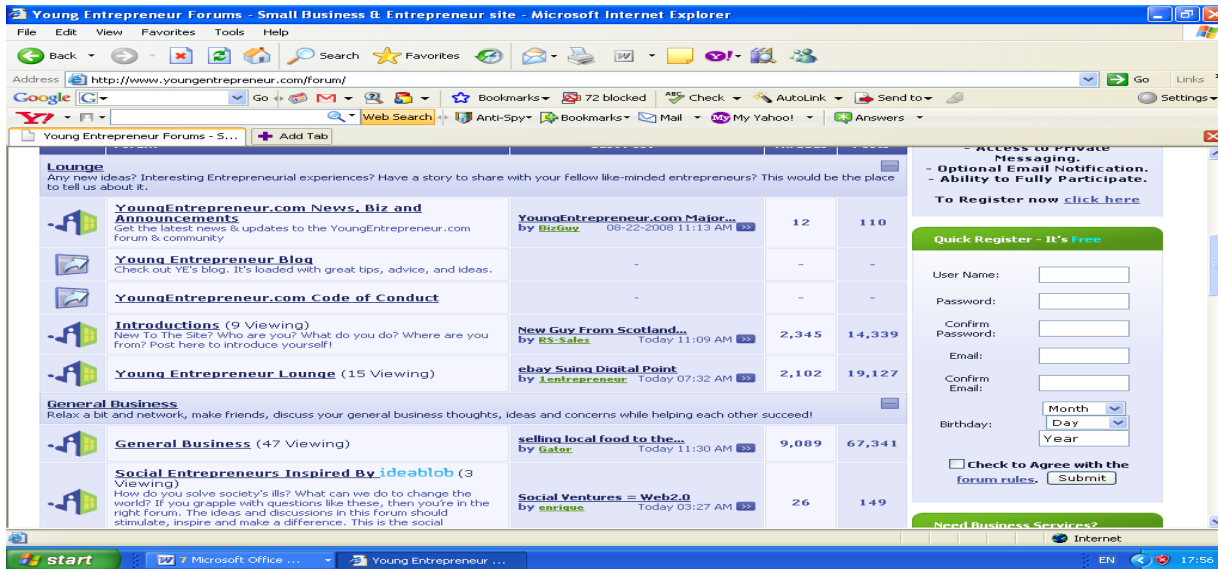 Young Entrepreneur Forums - Small Business & Entrepreneur site - Microsoft Internet Explorer
File Edit View Favorites Tools Help
Back Search Favorites
Address http://www.youngentrepreneur.com/forum/ Go Links
Google G Go Bookmarks 72 blocked Check AutoLink Send to Settings
Y! Web Search Anti-Spy Bookmarks Mail My Yahoo! Answers
Young Entrepreneur Forums - S... Add Tab
Lounge
Any new ideas? Interesting Entrepreneurial experiences? Have a story to share with your fellow like-minded entrepreneurs? This would be the place
to tell us about it.
YoungEntrepreneur.com News, Biz and
Announcements
Get the latest news & updates to the YoungEntrepreneur.com
forum & community
YoungEntrepreneur.com Major...
by BizGuy 08-22-2008 11:13 AM
12 110
Young Entrepreneur Blog
Check out YE's blog. It's loaded with great tips, advice, and ideas.
- - -
YoungEntrepreneur.com Code of Conduct
- - -
Introductions (9 Viewing)
New To The Site? Who are you? What do you do? Where are you
from? Post here to introduce yourself!
New Guy From Scotland...
by RS-Sales Today 11:09 AM
2,345 14,339
Young Entrepreneur Lounge (15 Viewing)
ebay Suing Digital Point
by 1entrepreneur Today 07:32 AM
2,102 19,127
General Business
Relax a bit and network, make friends, discuss your general business thoughts, ideas and concerns while helping each other succeed!
General Business (47 Viewing)
selling local food to the...
by Gator Today 11:30 AM
9,089 67,341
Social Entrepreneurs Inspired By ideablob (3
Viewing)
How do you solve society's ills? What can we do to change the
world? If you grapple with questions like these, then you're in the
right forum. The ideas and discussions in this forum should
stimulate, inspire and make a difference. This is the social
Social Ventures = Web2.0
by enrique Today 03:27 AM
26 149
- Access to Private
Messaging.
- Optional Email Notification.
- Ability to Fully Participate.
To Register now click here
Quick Register - It's Free
User Name:
Password:
Confirm
Password:
Email:
Confirm
Email:
Birthday:
Month
Day
Year
Check to Agree with the
forum rules. Submit
Need Business Services?
Internet
start 7 Microsoft Office ... Young Entrepreneur ... EN 17:56